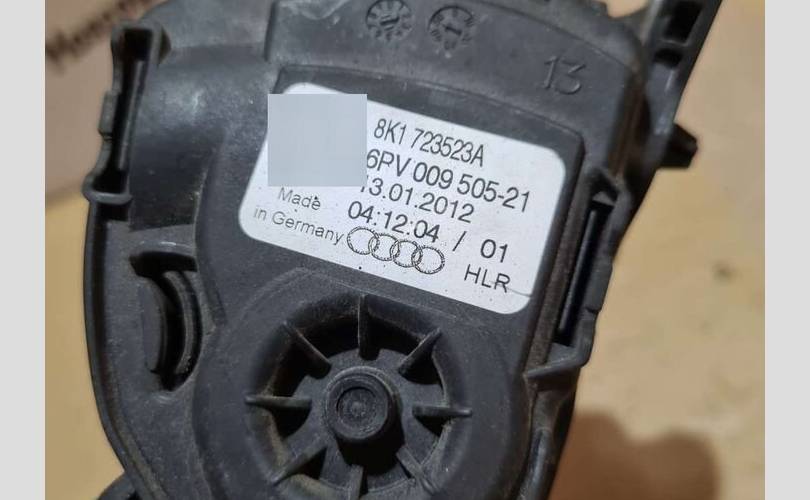 13
8K1 723523A
6PV 009 505-21
13.01.2012
04:12:04 / 01
Made
in Germany
HLR